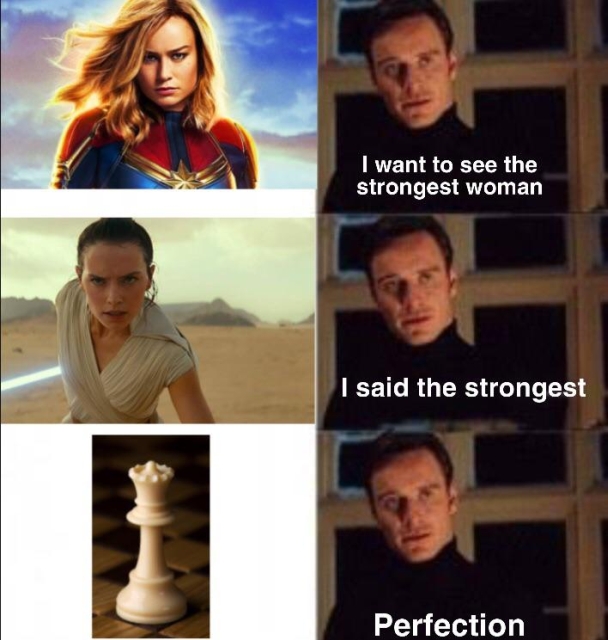 I want to see the
strongest woman
I said the strongest
Perfection